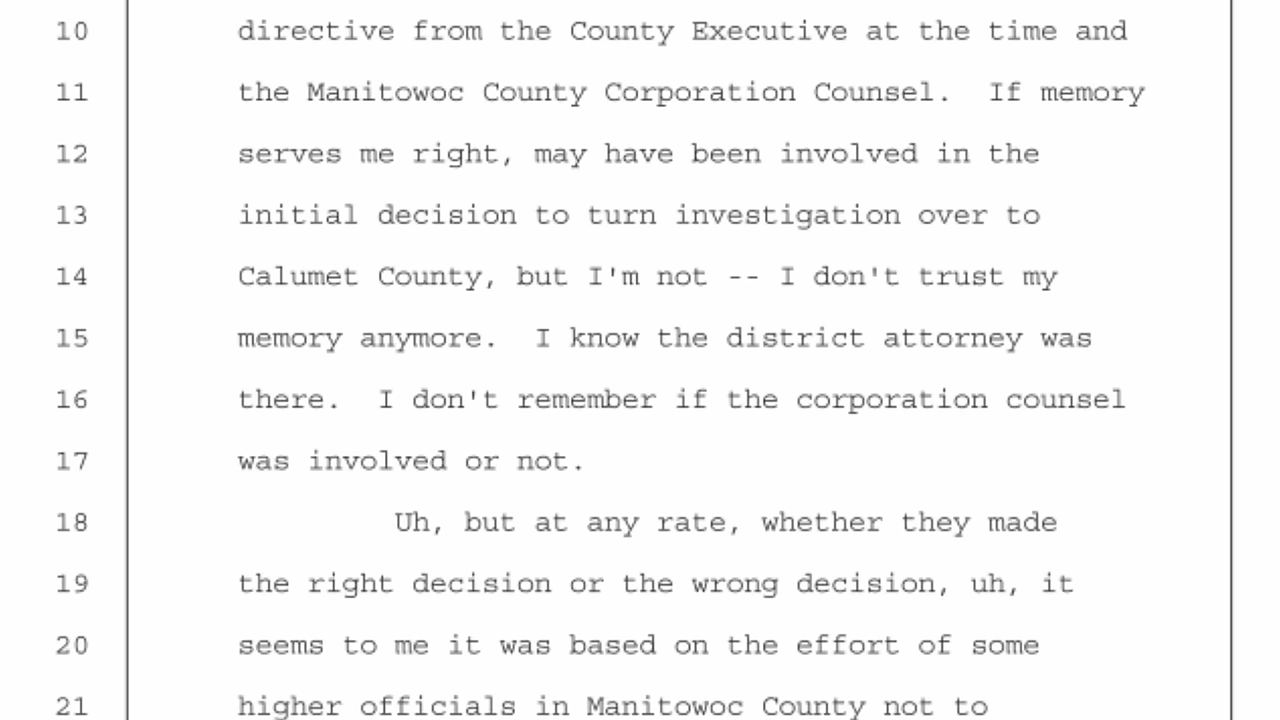 10 directive from the County Executive at the time and
11 the Manitowoc County Corporation Counsel.  If memory
12 serves me right, may have been involved in the
13 initial decision to turn investigation over to
14 Calumet County, but I'm not -- I don't trust my
15 memory anymore.  I know the district attorney was
16 there.  I don't remember if the corporation counsel
17 was involved or not.
18 Uh, but at any rate, whether they made
19 the right decision or the wrong decision, uh, it
20 seems to me it was based on the effort of some
21 higher officials in Manitowoc County not to